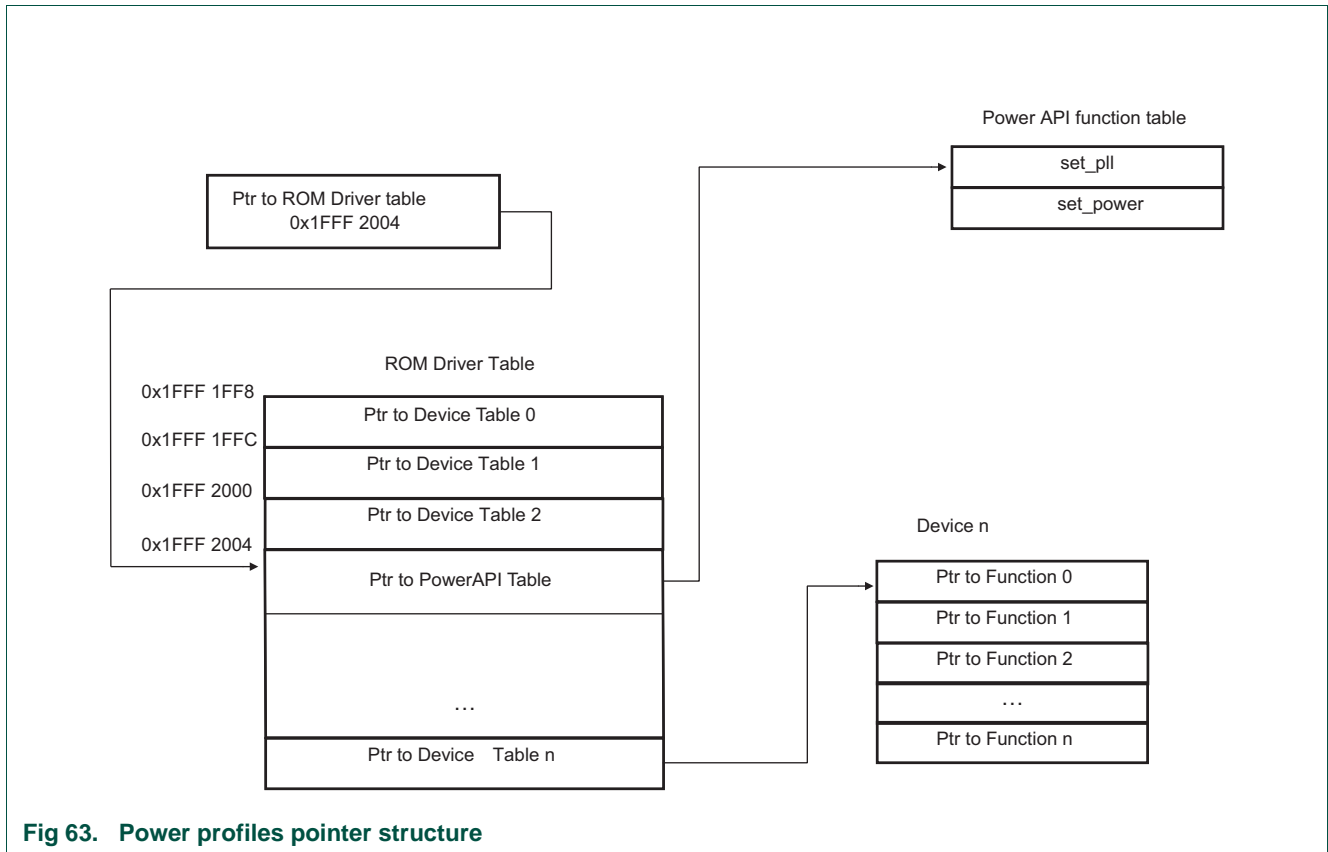 Power API function table
set_pll
set_power
Ptr to ROM Driver table
0x1FFF 2004
ROM Driver Table
0x1FFF 1FF8
Ptr to Device Table 0
0x1FFF 1FFC
Ptr to Device Table 1
0x1FFF 2000
Ptr to Device Table 2
0x1FFF 2004
Ptr to PowerAPI Table
…
Ptr to Device Table n
Device n
Ptr to Function 0
Ptr to Function 1
Ptr to Function 2
…
Ptr to Function n
Fig 63. Power profiles pointer structure